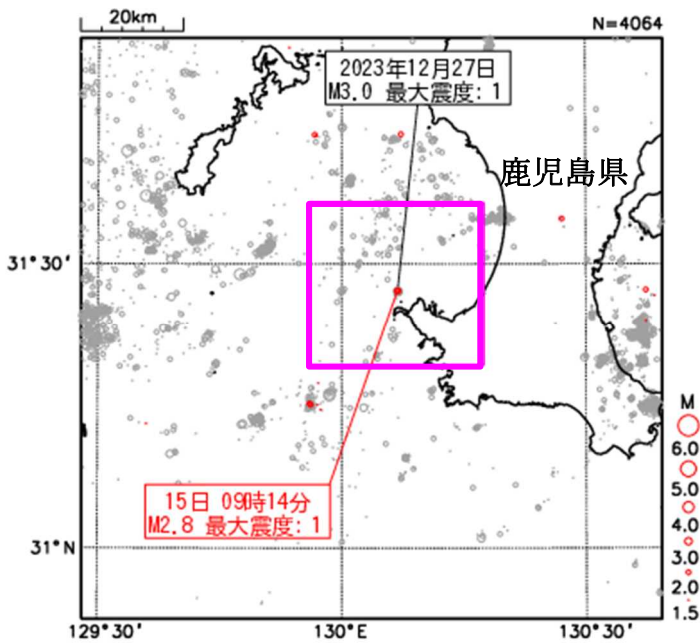 20km
N=4064
2023年12月27日
M3.0 最大震度: 1
鹿児島県
31°30'
M
6.0
5.0
4.0
3.0
2.0
1.5
15日 09時14分
M2.8 最大震度: 1
31°N
129°30'
130°E
130°30'